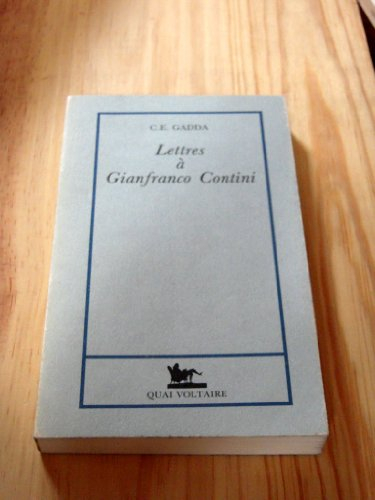 C.E. GADDA
Lettres
à
Gianfranco Contini
QUAI VOLTAIRE